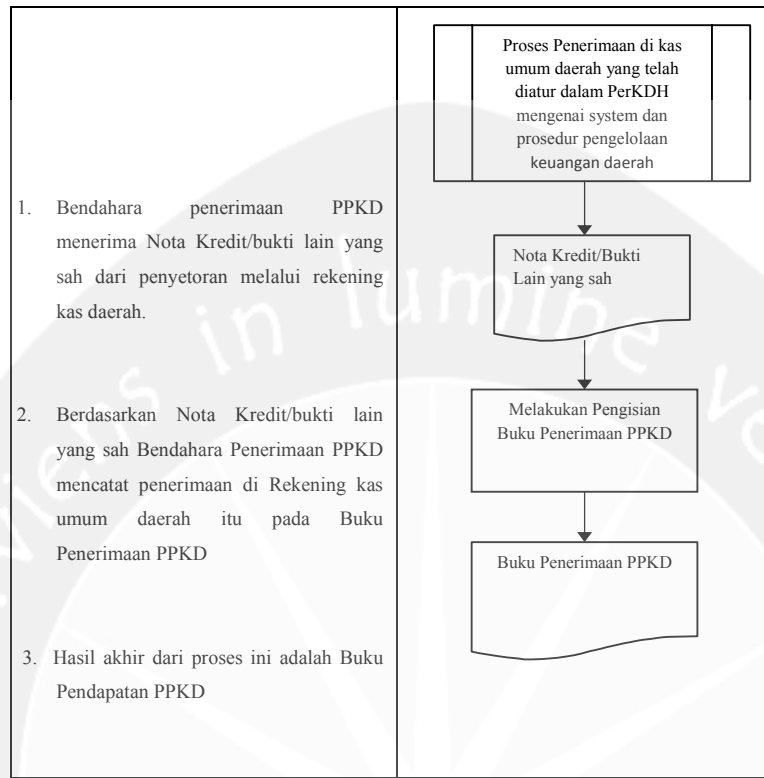 Proses Penerimaan di kas
umum daerah yang telah
diatur dalam PerKDH
mengenai system dan
prosedur pengelolaan
keuangan daerah
1. Bendahara penerimaan PPKD
menerima Nota Kredit/bukti lain yang
sah dari penyetoran melalui rekening
kas daerah.
Nota Kredit/Bukti
Lain yang sah
2. Berdasarkan Nota Kredit/bukti lain
yang sah Bendahara Penerimaan PPKD
mencatat penerimaan di Rekening kas
umum daerah itu pada Buku
Penerimaan PPKD
Melakukan Pengisian
Buku Penerimaan PPKD
Buku Penerimaan PPKD
3. Hasil akhir dari proses ini adalah Buku
Pendapatan PPKD
in lumine